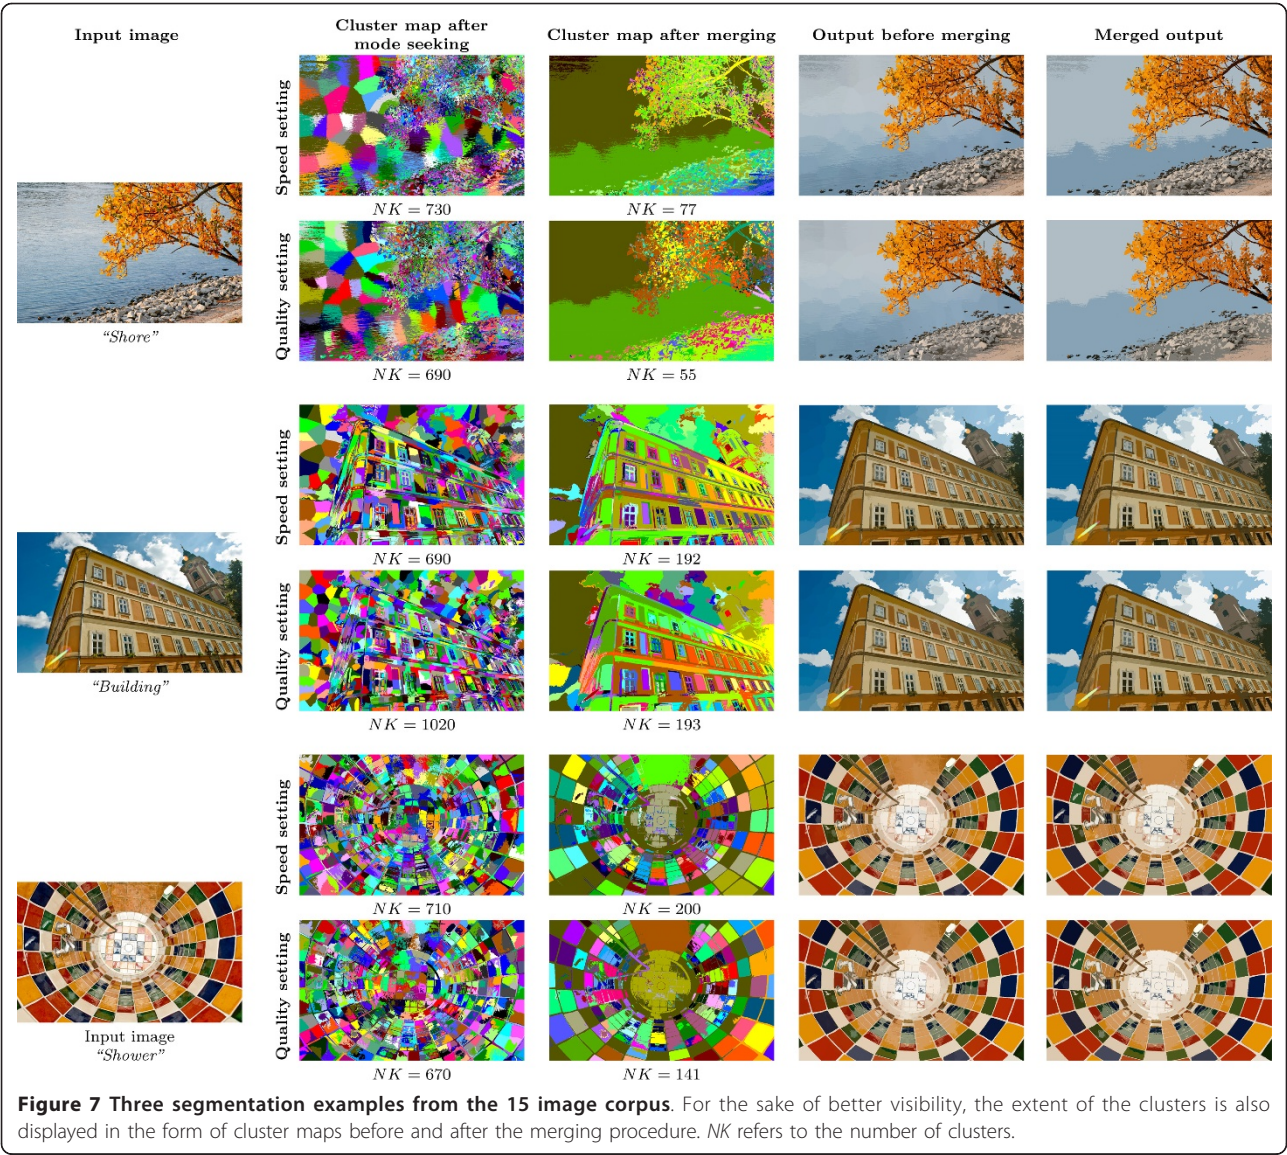 Input image
Cluster map after
mode seeking
Cluster map after merging
Output before merging
Merged output
Speed setting
NK = 730
NK = 77
Quality setting
"Shore"
NK = 690
NK = 55
Speed setting
NK = 690
NK = 192
Quality setting
"Building"
NK = 1020
NK = 193
Speed setting
NK = 710
NK = 200
Quality setting
Input image
"Shower"
NK = 670
NK = 141
Figure 7 Three segmentation examples from the 15 image corpus. For the sake of better visibility, the extent of the clusters is also
displayed in the form of cluster maps before and after the merging procedure. NK refers to the number of clusters.